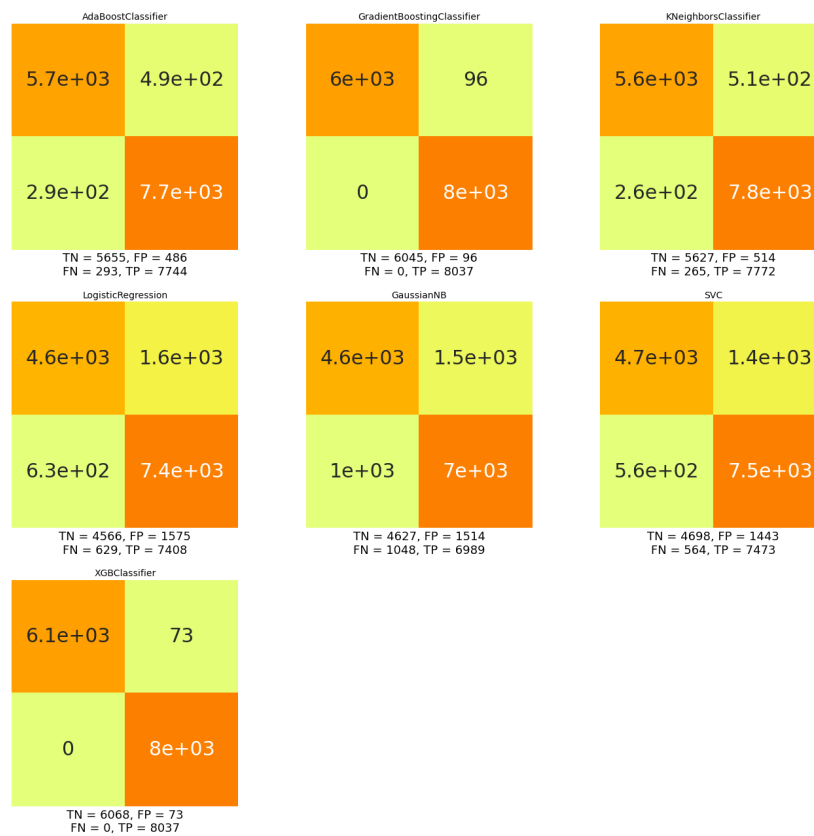 AdaBoostClassifier
5.7e+03 4.9e+02
2.9e+02 7.7e+03
TN = 5655, FP = 486
FN = 293, TP = 7744
GradientBoostingClassifier
6e+03 96
0 8e+03
TN = 6045, FP = 96
FN = 0, TP = 8037
KNeighborsClassifier
5.6e+03 5.1e+02
2.6e+02 7.8e+03
TN = 5627, FP = 514
FN = 265, TP = 7772
LogisticRegression
4.6e+03 1.6e+03
6.3e+02 7.4e+03
TN = 4566, FP = 1575
FN = 629, TP = 7408
GaussianNB
4.6e+03 1.5e+03
1e+03 7e+03
TN = 4627, FP = 1514
FN = 1048, TP = 6989
SVC
4.7e+03 1.4e+03
5.6e+02 7.5e+03
TN = 4698, FP = 1443
FN = 564, TP = 7473
XGBClassifier
6.1e+03 73
0 8e+03
TN = 6068, FP = 73
FN = 0, TP = 8037